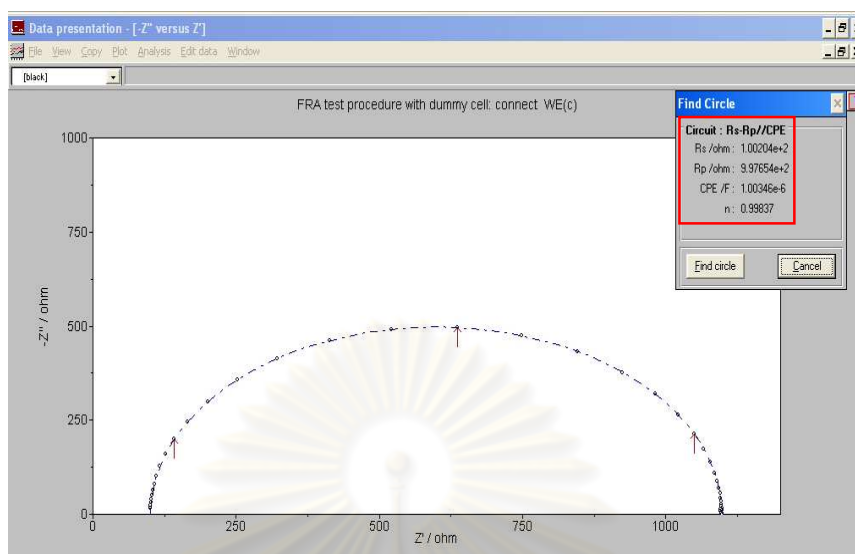 Data presentation - [-Z" versus Z']
File View Copy Plot Analysis Edit data Window
[black]
FRA test procedure with dummy cell: connect WE(c)
Find Circle
Circuit : Rs-Rp//CPE
Rs /ohm : 1.00204e+2
Rp /ohm : 9.97654e+2
CPE /F : 1.00346e-6
n : 0.99837
Find circle Cancel
1000
750
500
250
0
-Z" / ohm
0 250 500 750 1000
Z' / ohm